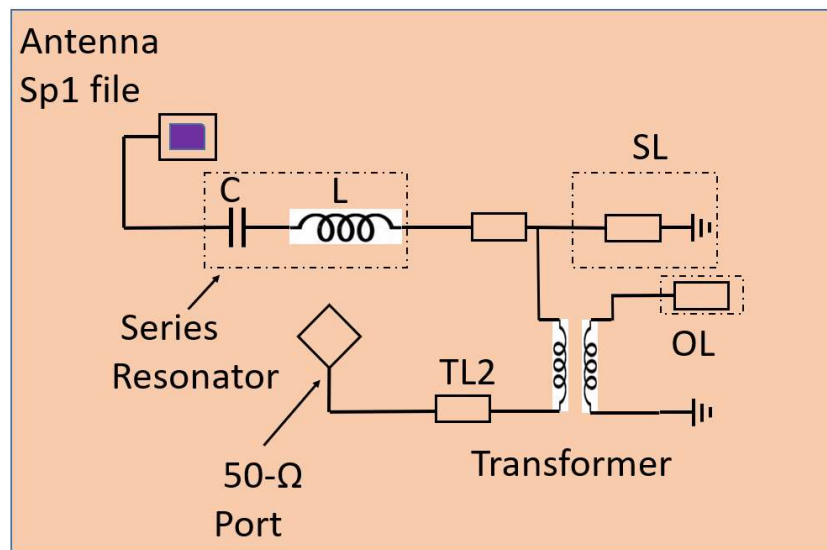 Antenna
Sp1 file
SL
C
L
Series
Resonator
OL
TL2
Transformer
50-Ω
Port